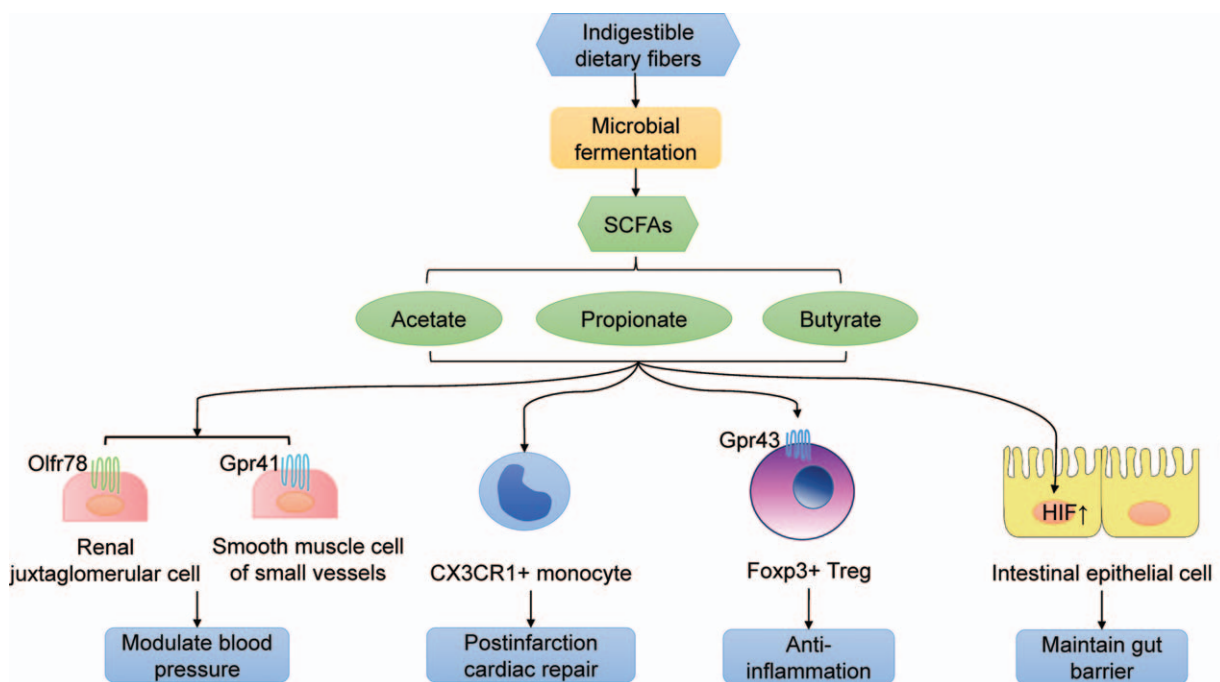 Indigestible
dietary fibers
Microbial
fermentation
SCFAs
Acetate
Propionate
Butyrate
Olfr78
Gpr41
Gpr43
HIF↑
Renal
juxtaglomerular cell
Smooth muscle cell
of small vessels
CX3CR1+ monocyte
Foxp3+ Treg
Intestinal epithelial cell
Modulate blood
pressure
Postinfarction
cardiac repair
Anti-
inflammation
Maintain gut
barrier